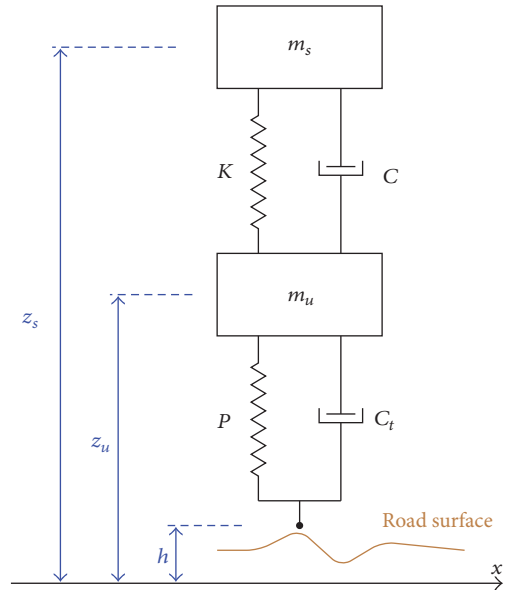 m_s
K
C
z_s
m_u
z_u
P
C_t
Road surface
h
x